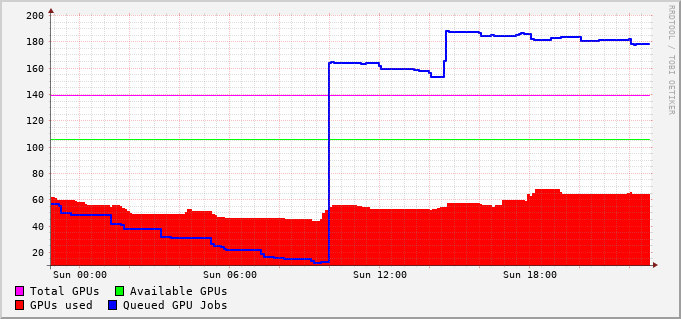 200
180
160
140
120
100
80
60
40
20
Sun 00:00 Sun 06:00 Sun 12:00 Sun 18:00
Total GPUs Available GPUs
GPUs used Queued GPU Jobs
RRDTOOL / TOBI OETIKER